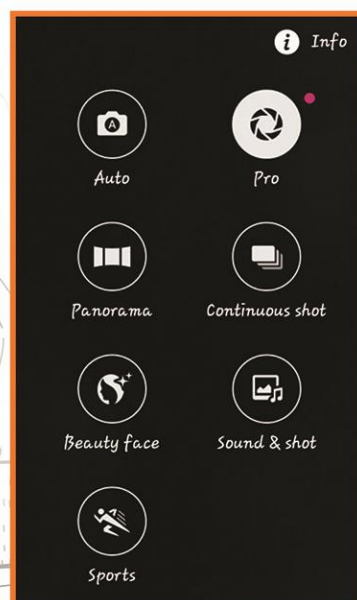 Info
Auto
Pro
Panorama
Continuous shot
Beauty face
Sound & shot
Sports